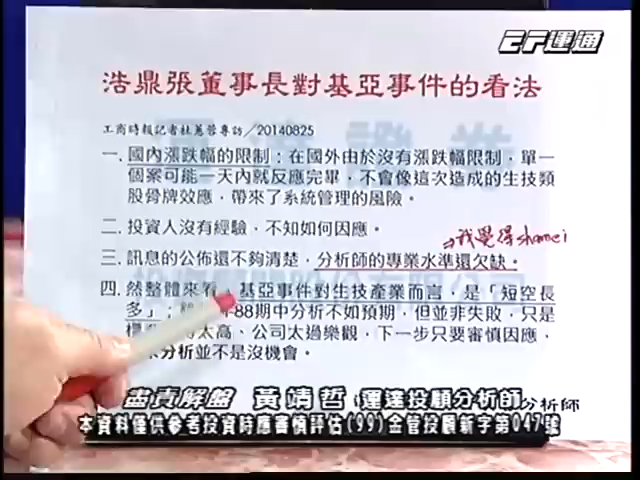 EF運通
浩鼎張董事長對基亞事件的看法
工商時報記者杜蕙蓉專訪／20140825
一. 國內漲跌幅的限制：在國外由於沒有漲跌幅限制，單一
個案可能一天內就反應完畢，不會像這次造成的生技類
股骨牌效應，帶來了系統管理的風險。
二. 投資人沒有經驗，不知如何因應。
→我覺得shamei
三. 訊息的公佈還不夠清楚，分析師的專業水準還欠缺。
四. 然整體來看，基亞事件對生技產業而言，是「短空長
多」； 88期中分析不如預期，但並非失敗，只是
太高、公司太過樂觀，下一步只要審慎因應，
分析並不是沒機會。
盡責解盤 黃靖哲 運達投顧分析師
分析師
本資料僅供參考投資時應審慎評估(99)金管投顧新字第047號